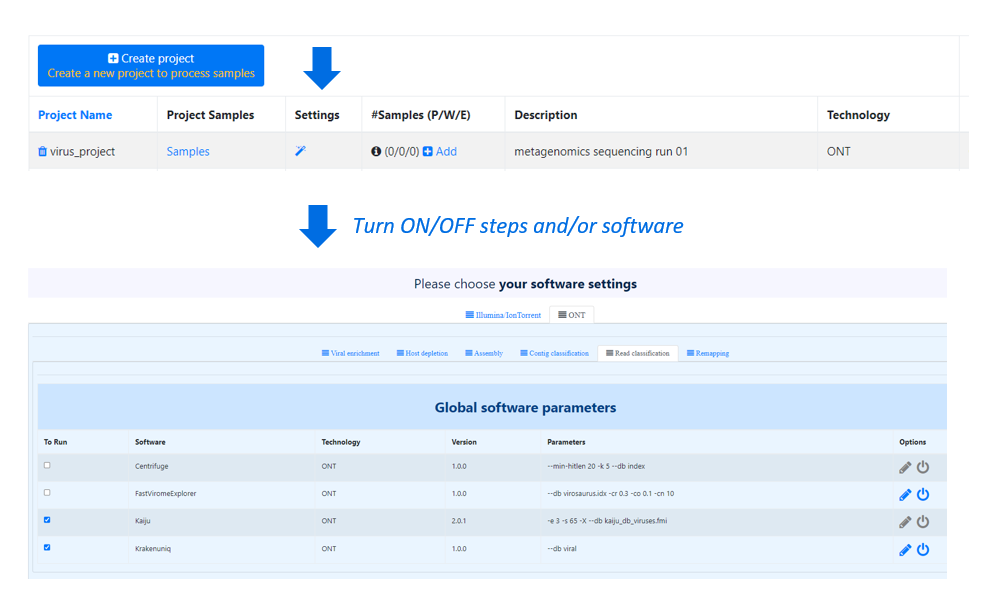 Create project
Create a new project to process samples
Project Name Project Samples Settings #Samples (P/W/E) Description Technology
virus_project Samples (0/0/0) Add metagenomics sequencing run 01 ONT
Turn ON/OFF steps and/or software
Please choose your software settings
Illumina/IonTorrent ONT
Viral enrichment Host depletion Assembly Contig classification Read classification Remapping
Global software parameters
To Run Software Technology Version Parameters Options
Centrifuge ONT 1.0.0 --min-hitlen 20 -k 5 --db index
FastViromeExplorer ONT 1.0.0 --db virosaurus.idx -cr 0.3 -co 0.1 -cn 10
Kaiju ONT 2.0.1 -e 3 -s 65 -X --db kaiju_db_viruses.fmi
Krakenuniq ONT 1.0.0 --db viral